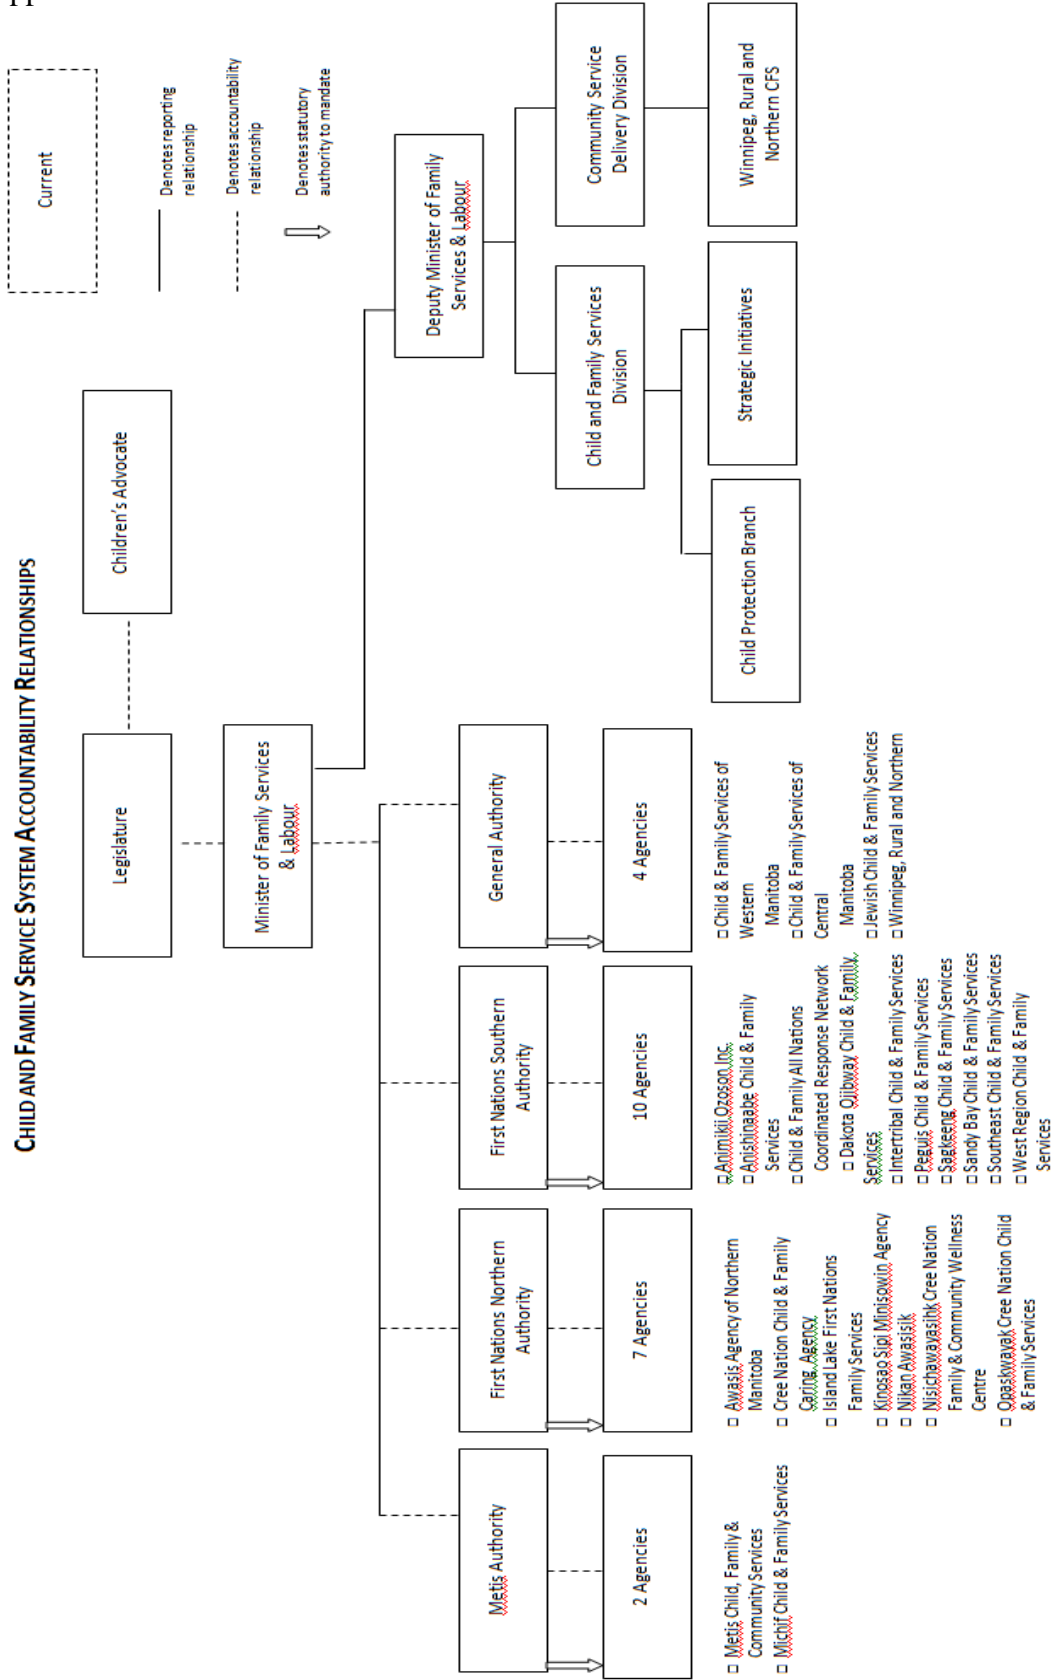 CHILD AND FAMILY SERVICE SYSTEM ACCOUNTABILITY RELATIONSHIPS
Legislature
Children's Advocate
Current
Denotes reporting
relationship
Denotes accountability
relationship
Denotes statutory
authority to mandate
Minister of Family Services
& Labour
Deputy Minister of Family
Services & Labour
Metis Authority
First Nations Northern
Authority
First Nations Southern
Authority
General Authority
Child and Family Services
Division
Community Service
Delivery Division
2 Agencies
7 Agencies
10 Agencies
4 Agencies
Child Protection Branch
Strategic Initiatives
Winnipeg, Rural and
Northern CFS
□ Metis Child, Family &
Community Services
□ Michif Child & Family Services
□ Awasis Agency of Northern
Manitoba
□ Cree Nation Child & Family
Caring Agency
□ Island Lake First Nations
Family Services
□ Kinosao Sipi Minisowin Agency
□ Nikan Awasisik
□ Nisichawayasihk Cree Nation
Family & Community Wellness
Centre
□ Opaskwayak Cree Nation Child
& Family Services
□ Animikii Ozoson Inc.
□ Anishinaabe Child & Family
Services
□ Child & Family All Nations
Coordinated Response Network
□ Dakota Ojibway Child & Family
Services
□ Intertribal Child & Family Services
□ Peguis Child & Family Services
□ Sagkeeng Child & Family Services
□ Sandy Bay Child & Family Services
□ Southeast Child & Family Services
□ West Region Child & Family
Services
□ Child & Family Services of
Western
Manitoba
□ Child & Family Services of
Central
Manitoba
□ Jewish Child & Family Services
□ Winnipeg, Rural and Northern